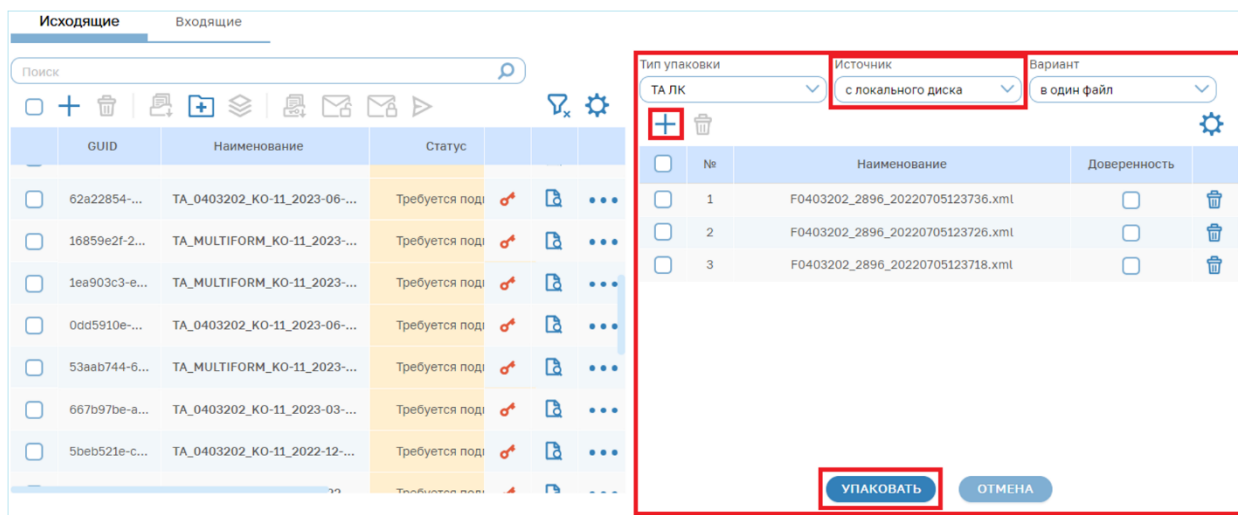 Исходящие Входящие
Поиск
GUID Наименование Статус
62a22854-... TA_0403202_KO-11_2023-06-... Требуется подп
16859e2f-2... TA_MULTIFORM_KO-11_2023-... Требуется подп
1ea903c3-e... TA_MULTIFORM_KO-11_2023-... Требуется подп
0dd5910e-... TA_0403202_KO-11_2023-06-... Требуется подп
53aab744-6... TA_MULTIFORM_KO-11_2023-... Требуется подп
667b97be-a... TA_0403202_KO-11_2023-03-... Требуется подп
5beb521e-c... TA_0403202_KO-11_2022-12-... Требуется подп
Тип упаковки Источник Вариант
ТА ЛК с локального диска в один файл
№ Наименование Доверенность
1 F0403202_2896_20220705123736.xml
2 F0403202_2896_20220705123726.xml
3 F0403202_2896_20220705123718.xml
УПАКОВАТЬ ОТМЕНА